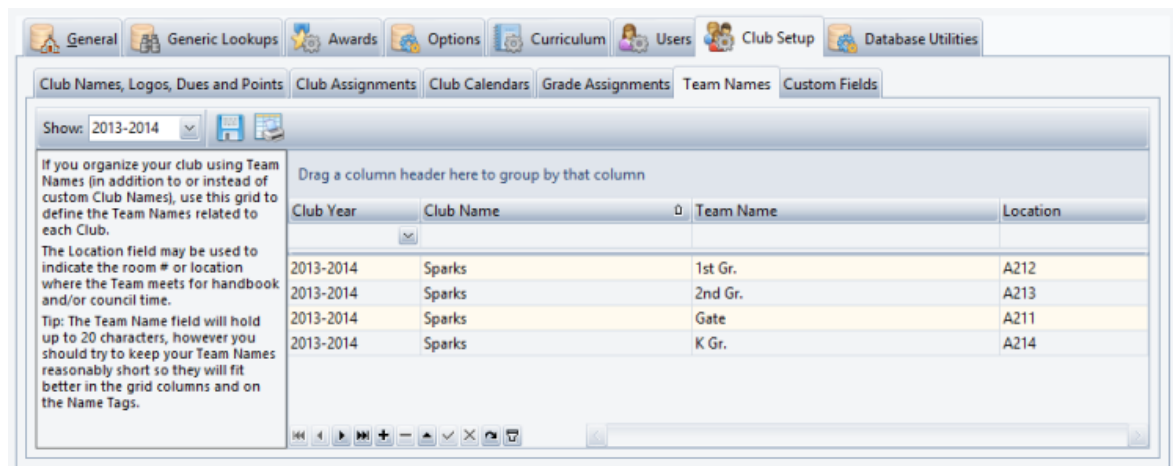 General Generic Lookups Awards Options Curriculum Users Club Setup Database Utilities
Club Names, Logos, Dues and Points Club Assignments Club Calendars Grade Assignments Team Names Custom Fields
Show: 2013-2014
If you organize your club using Team
Names (in addition to or instead of
custom Club Names), use this grid to
define the Team Names related to
each Club.
The Location field may be used to
indicate the room # or location
where the Team meets for handbook
and/or council time.
Tip: The Team Name field will hold
up to 20 characters, however you
should try to keep your Team Names
reasonably short so they will fit
better in the grid columns and on
the Name Tags.
Drag a column header here to group by that column
Club Year Club Name Team Name Location
2013-2014 Sparks 1st Gr. A212
2013-2014 Sparks 2nd Gr. A213
2013-2014 Sparks Gate A211
2013-2014 Sparks K Gr. A214